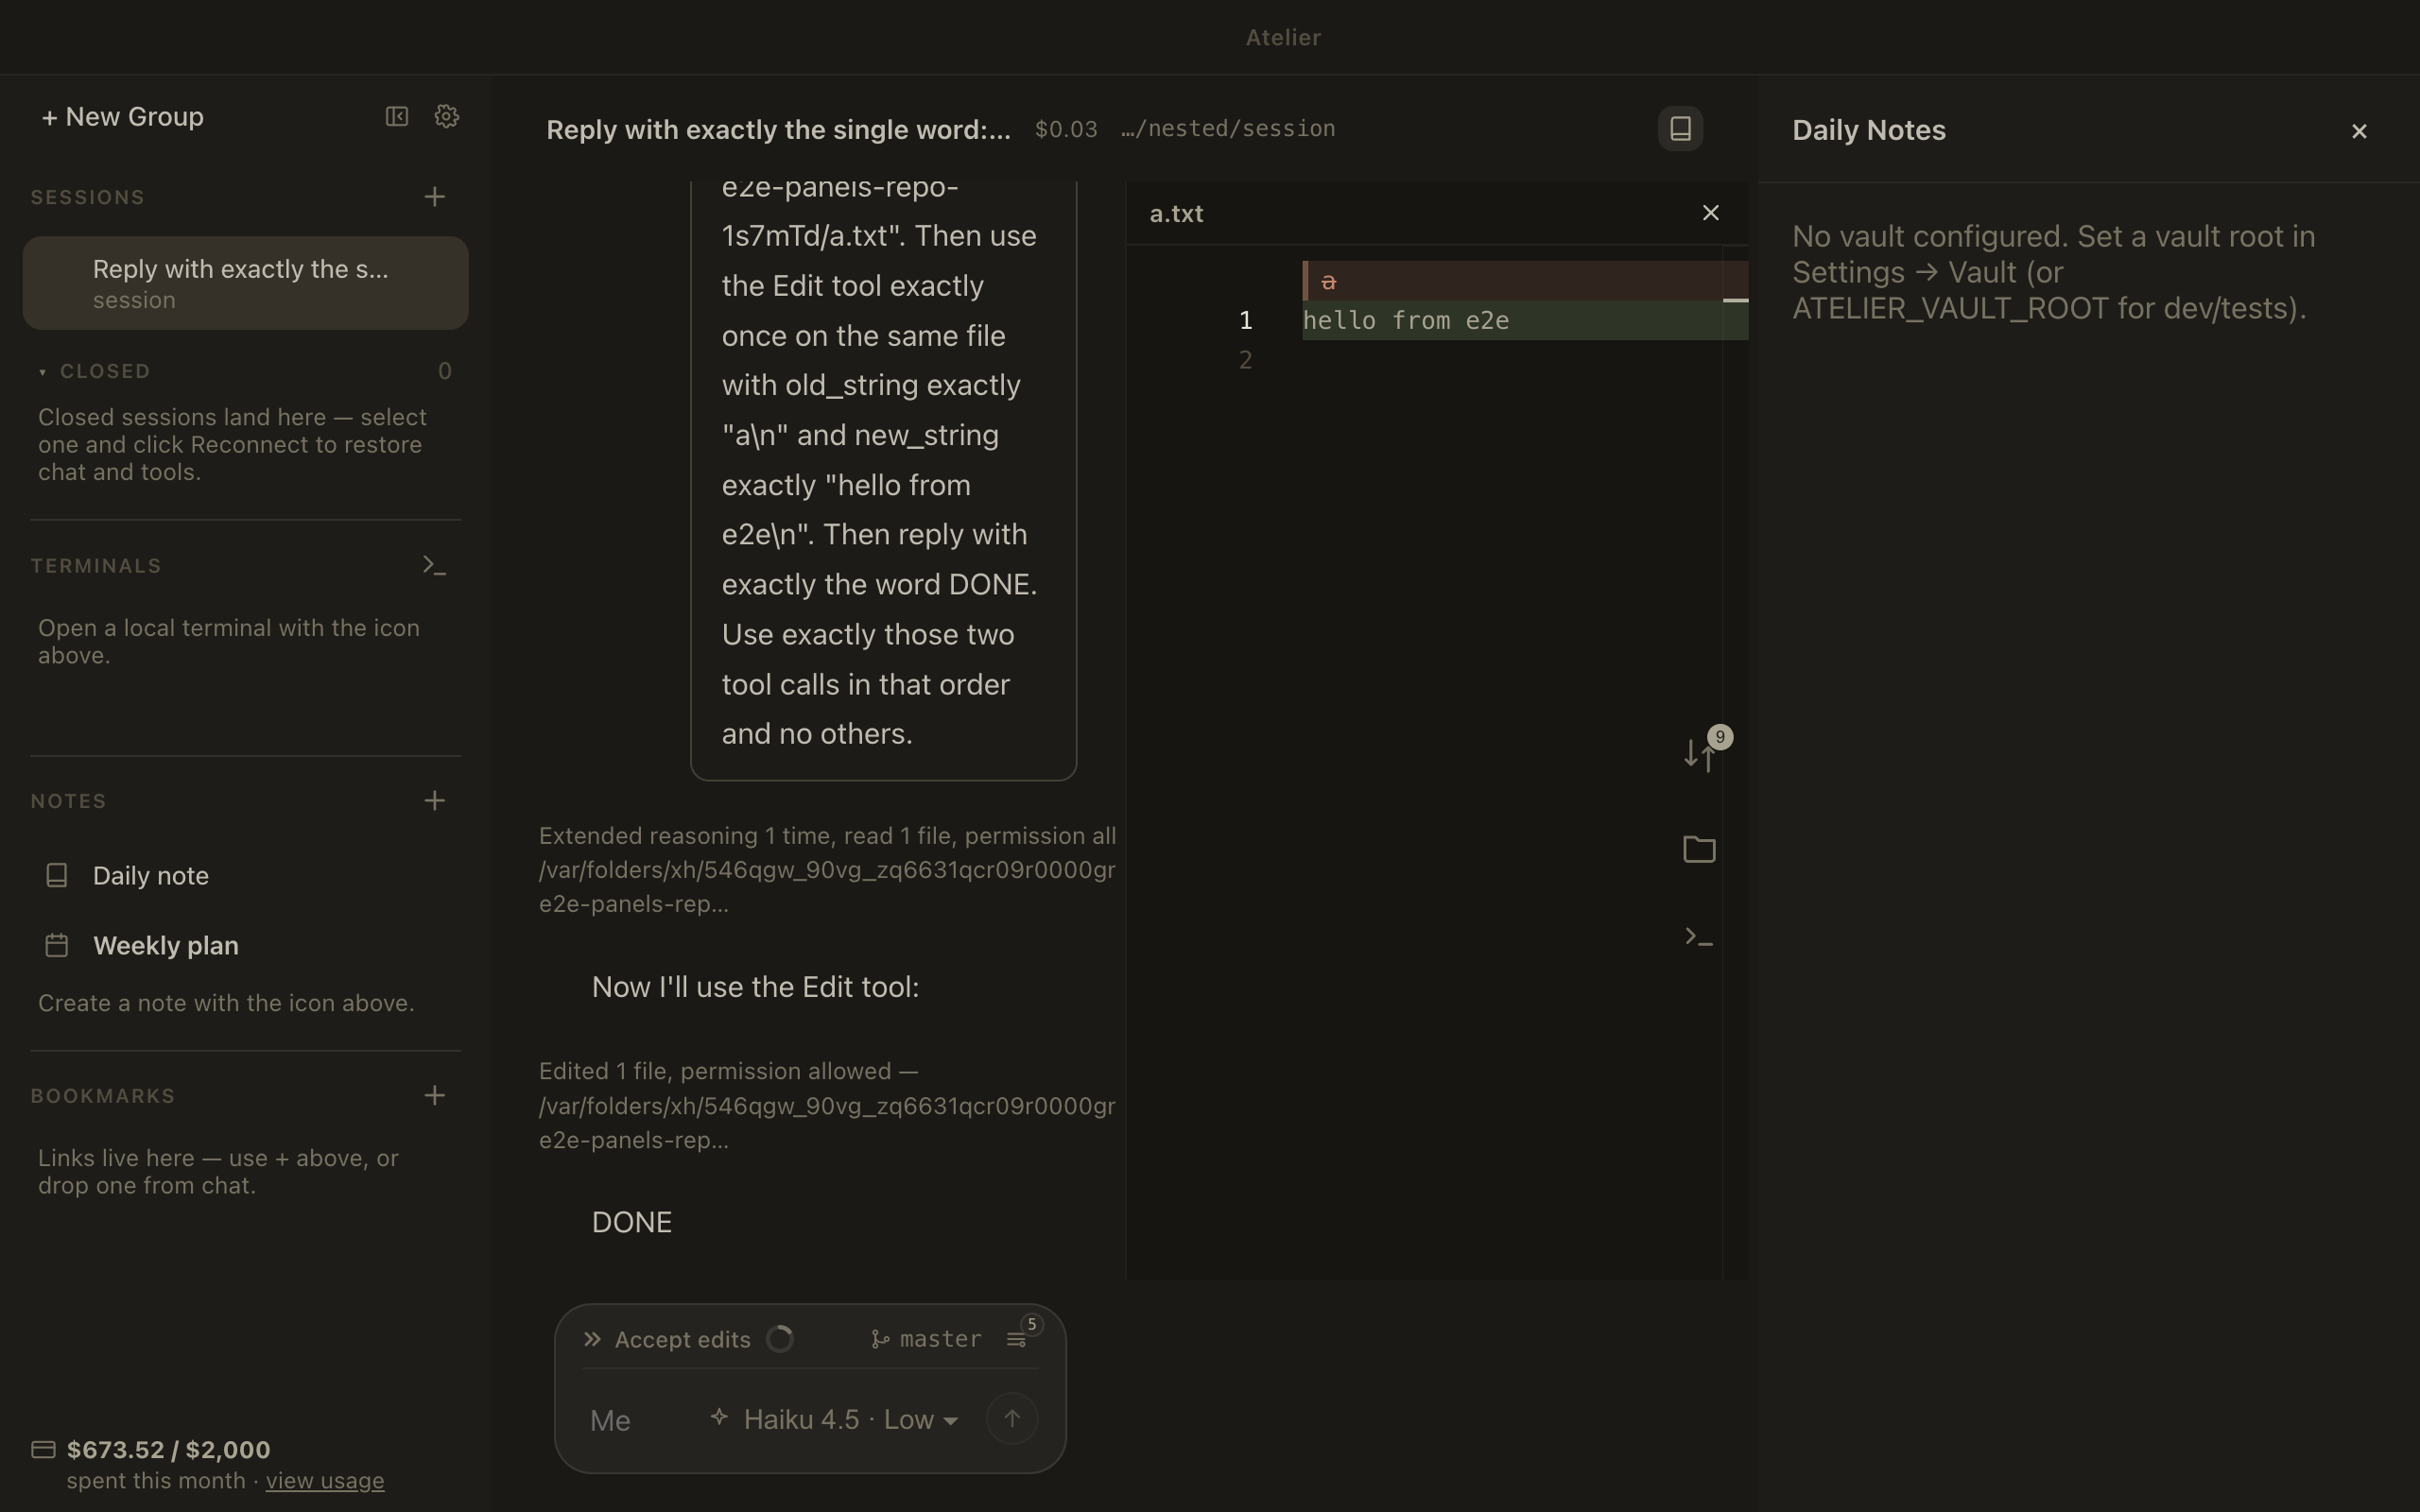 Atelier
+ New Group
SESSIONS
Reply with exactly the s...
session
CLOSED
0
Closed sessions land here — select
one and click Reconnect to restore
chat and tools.
TERMINALS
Open a local terminal with the icon
above.
NOTES
Daily note
Weekly plan
Create a note with the icon above.
BOOKMARKS
Links live here — use + above, or
drop one from chat.
$673.52 / $2,000
spent this month · view usage
Reply with exactly the single word:... $0.03 …/nested/session
e2e-panels-repo-
1s7mTd/a.txt". Then use
the Edit tool exactly
once on the same file
with old_string exactly
"a\n" and new_string
exactly "hello from
e2e\n". Then reply with
exactly the word DONE.
Use exactly those two
tool calls in that order
and no others.
Extended reasoning 1 time, read 1 file, permission all
/var/folders/xh/546qgw_90vg_zq6631qcr09r0000gr
e2e-panels-rep...
Now I'll use the Edit tool:
Edited 1 file, permission allowed —
/var/folders/xh/546qgw_90vg_zq6631qcr09r0000gr
e2e-panels-rep...
DONE
Accept edits
master
5
Me
Haiku 4.5 · Low
a.txt
a
1 hello from e2e
2
9
Daily Notes
No vault configured. Set a vault root in
Settings → Vault (or
ATELIER_VAULT_ROOT for dev/tests).